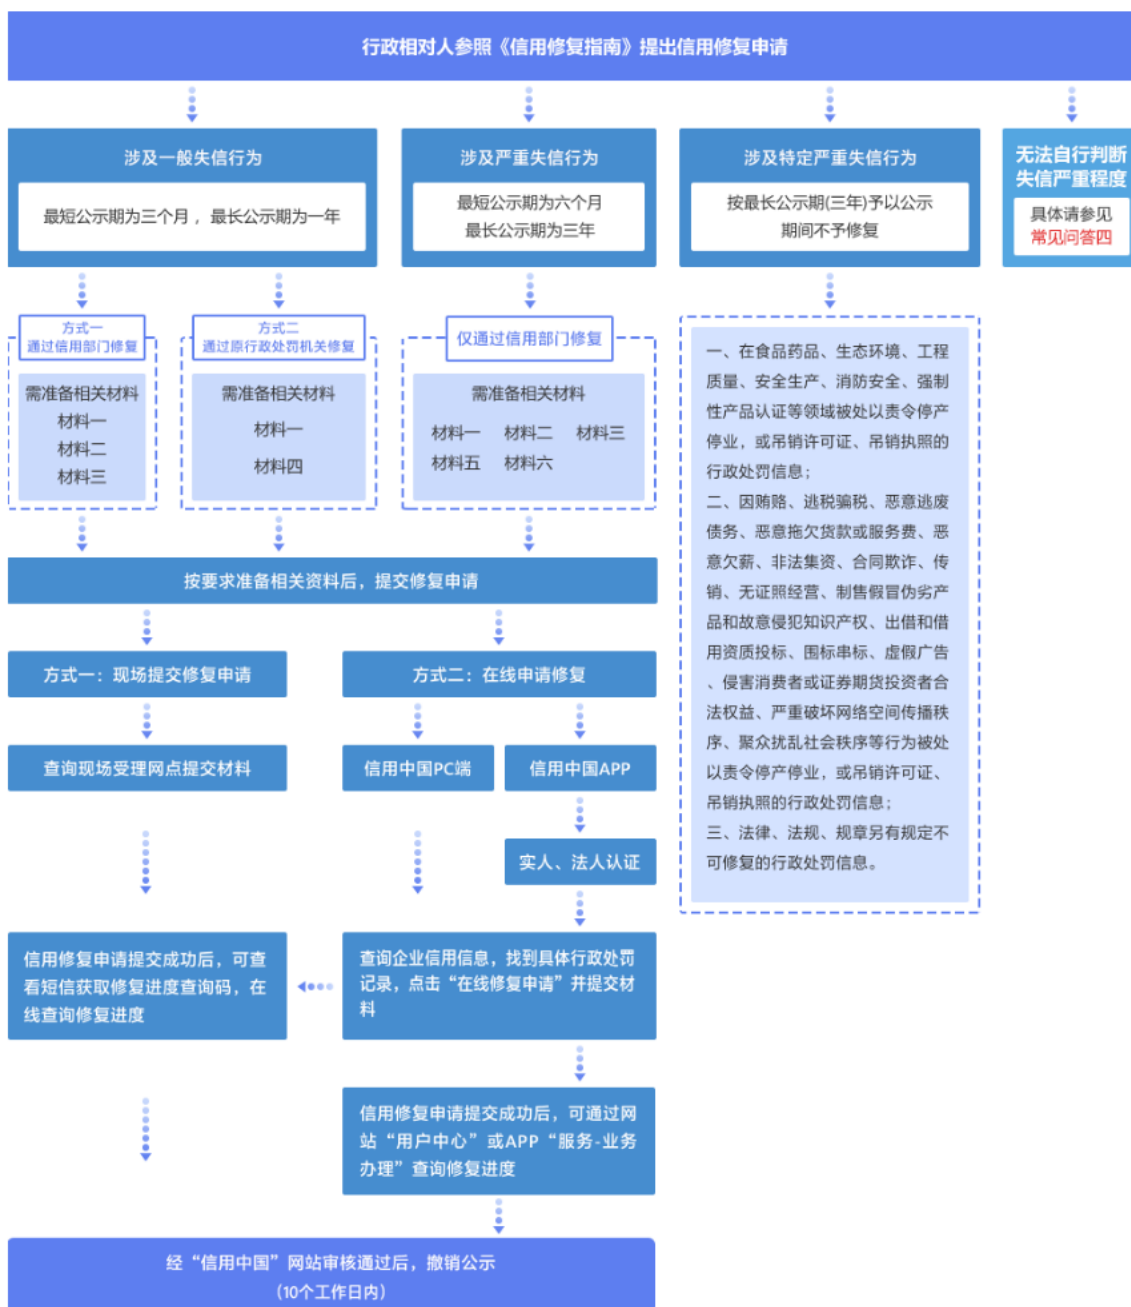 行政相对人参照《信用修复指南》提出信用修复申请
涉及一般失信行为
最短公示期为三个月，最长公示期为一年
涉及严重失信行为
最短公示期为六个月
最长公示期为三年
涉及特定严重失信行为
按最长公示期(三年)予以公示
期间不予修复
无法自行判断
失信严重程度
具体请参见
常见问答四
方式一
通过信用部门修复
需准备相关材料
材料一
材料二
材料三
方式二
通过原行政处罚机关修复
需准备相关材料
材料一
材料四
仅通过信用部门修复
需准备相关材料
材料一 材料二 材料三
材料五 材料六
一、在食品药品、生态环境、工程
质量、安全生产、消防安全、强制
性产品认证等领域被处以责令停产
停业，或吊销许可证、吊销执照的
行政处罚信息；
二、因贿赂、逃税骗税、恶意逃废
债务、恶意拖欠货款或服务费、恶
意欠薪、非法集资、合同欺诈、传
销、无证照经营、制售假冒伪劣产
品和故意侵犯知识产权、出借和借
用资质投标、围标串标、虚假广告
、侵害消费者或证券期货投资者合
法权益、严重破坏网络空间传播秩
序、聚众扰乱社会秩序等行为被处
以责令停产停业，或吊销许可证、
吊销执照的行政处罚信息；
三、法律、法规、规章另有规定不
可修复的行政处罚信息。
按要求准备相关资料后，提交修复申请
方式一：现场提交修复申请
方式二：在线申请修复
查询现场受理网点提交材料
信用中国PC端
信用中国APP
实人、法人认证
信用修复申请提交成功后，可查
看短信获取修复进度查询码，在
线查询修复进度
查询企业信用信息，找到具体行政处罚
记录，点击“在线修复申请”并提交材
料
信用修复申请提交成功后，可通过网
站“用户中心”或APP“服务-业务
办理”查询修复进度
经“信用中国”网站审核通过后，撤销公示
（10个工作日内）